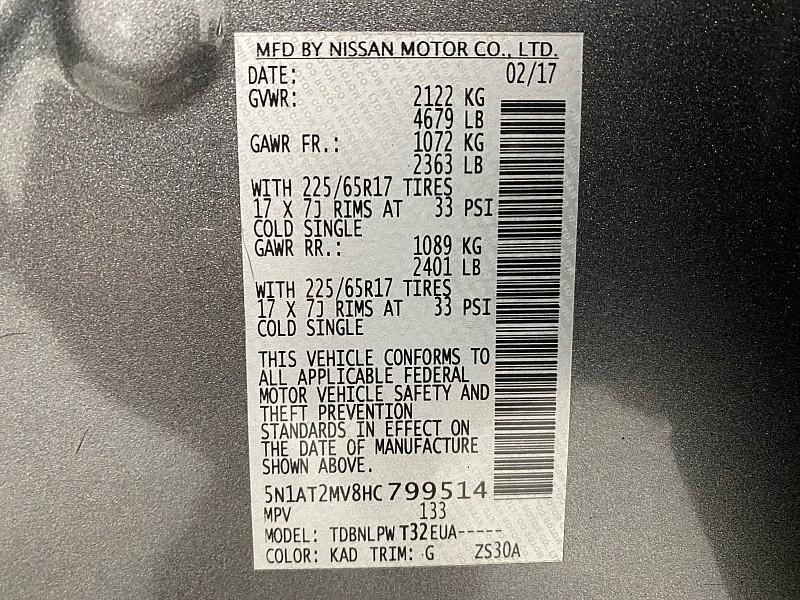 MFD BY NISSAN MOTOR CO., LTD.
DATE: 02/17
GVWR: 2122 KG
4679 LB
GAWR FR.: 1072 KG
2363 LB
WITH 225/65R17 TIRES
17 X 7J RIMS AT 33 PSI
COLD SINGLE
GAWR RR.: 1089 KG
2401 LB
WITH 225/65R17 TIRES
17 X 7J RIMS AT 33 PSI
COLD SINGLE
THIS VEHICLE CONFORMS TO
ALL APPLICABLE FEDERAL
MOTOR VEHICLE SAFETY AND
THEFT PREVENTION
STANDARDS IN EFFECT ON
THE DATE OF MANUFACTURE
SHOWN ABOVE.
5N1AT2MV8HC799514
MPV 133
MODEL: TDBNLPWT32EUA-----
COLOR: KAD TRIM: G ZS30A